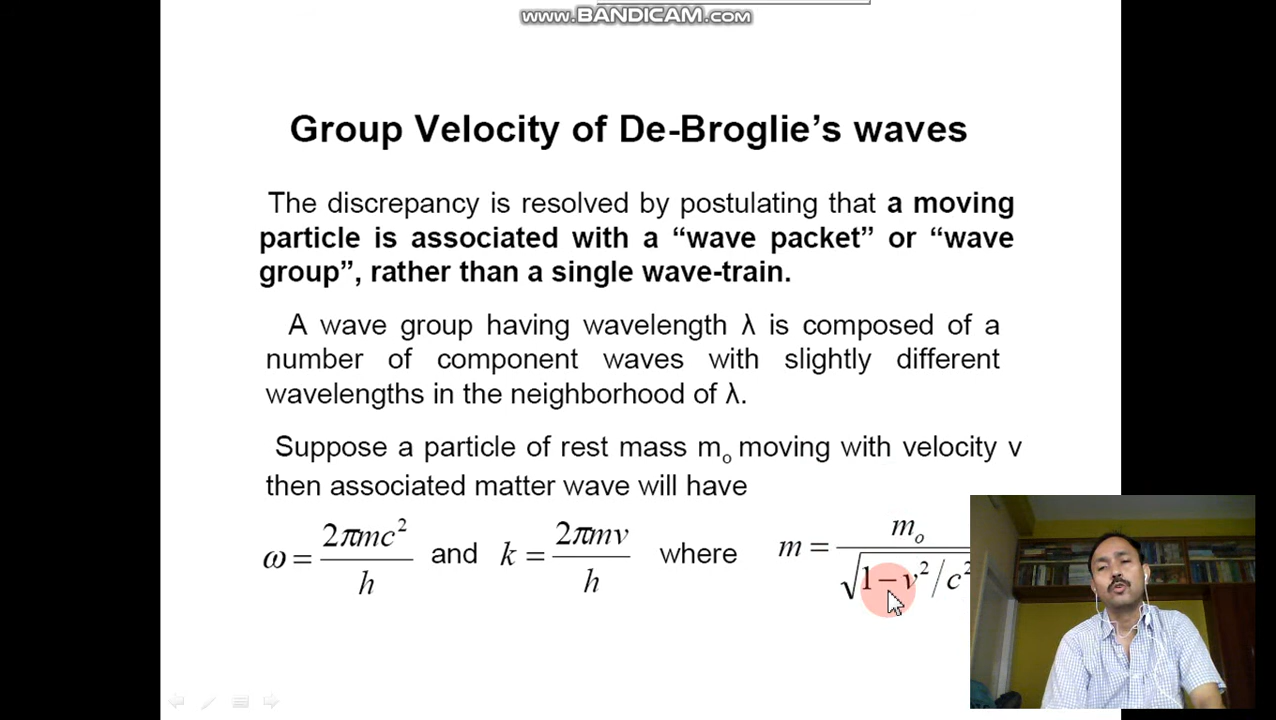 www.BANDICAM.com
Group Velocity of De-Broglie’s waves
The discrepancy is resolved by postulating that a moving
particle is associated with a “wave packet” or “wave
group”, rather than a single wave-train.
A wave group having wavelength λ is composed of a
number of component waves with slightly different
wavelengths in the neighborhood of λ.
Suppose a particle of rest mass mₒ moving with velocity v
then associated matter wave will have
ω = 2πmc²/h and k = 2πmv/h where m = mₒ/√1−v²/c²